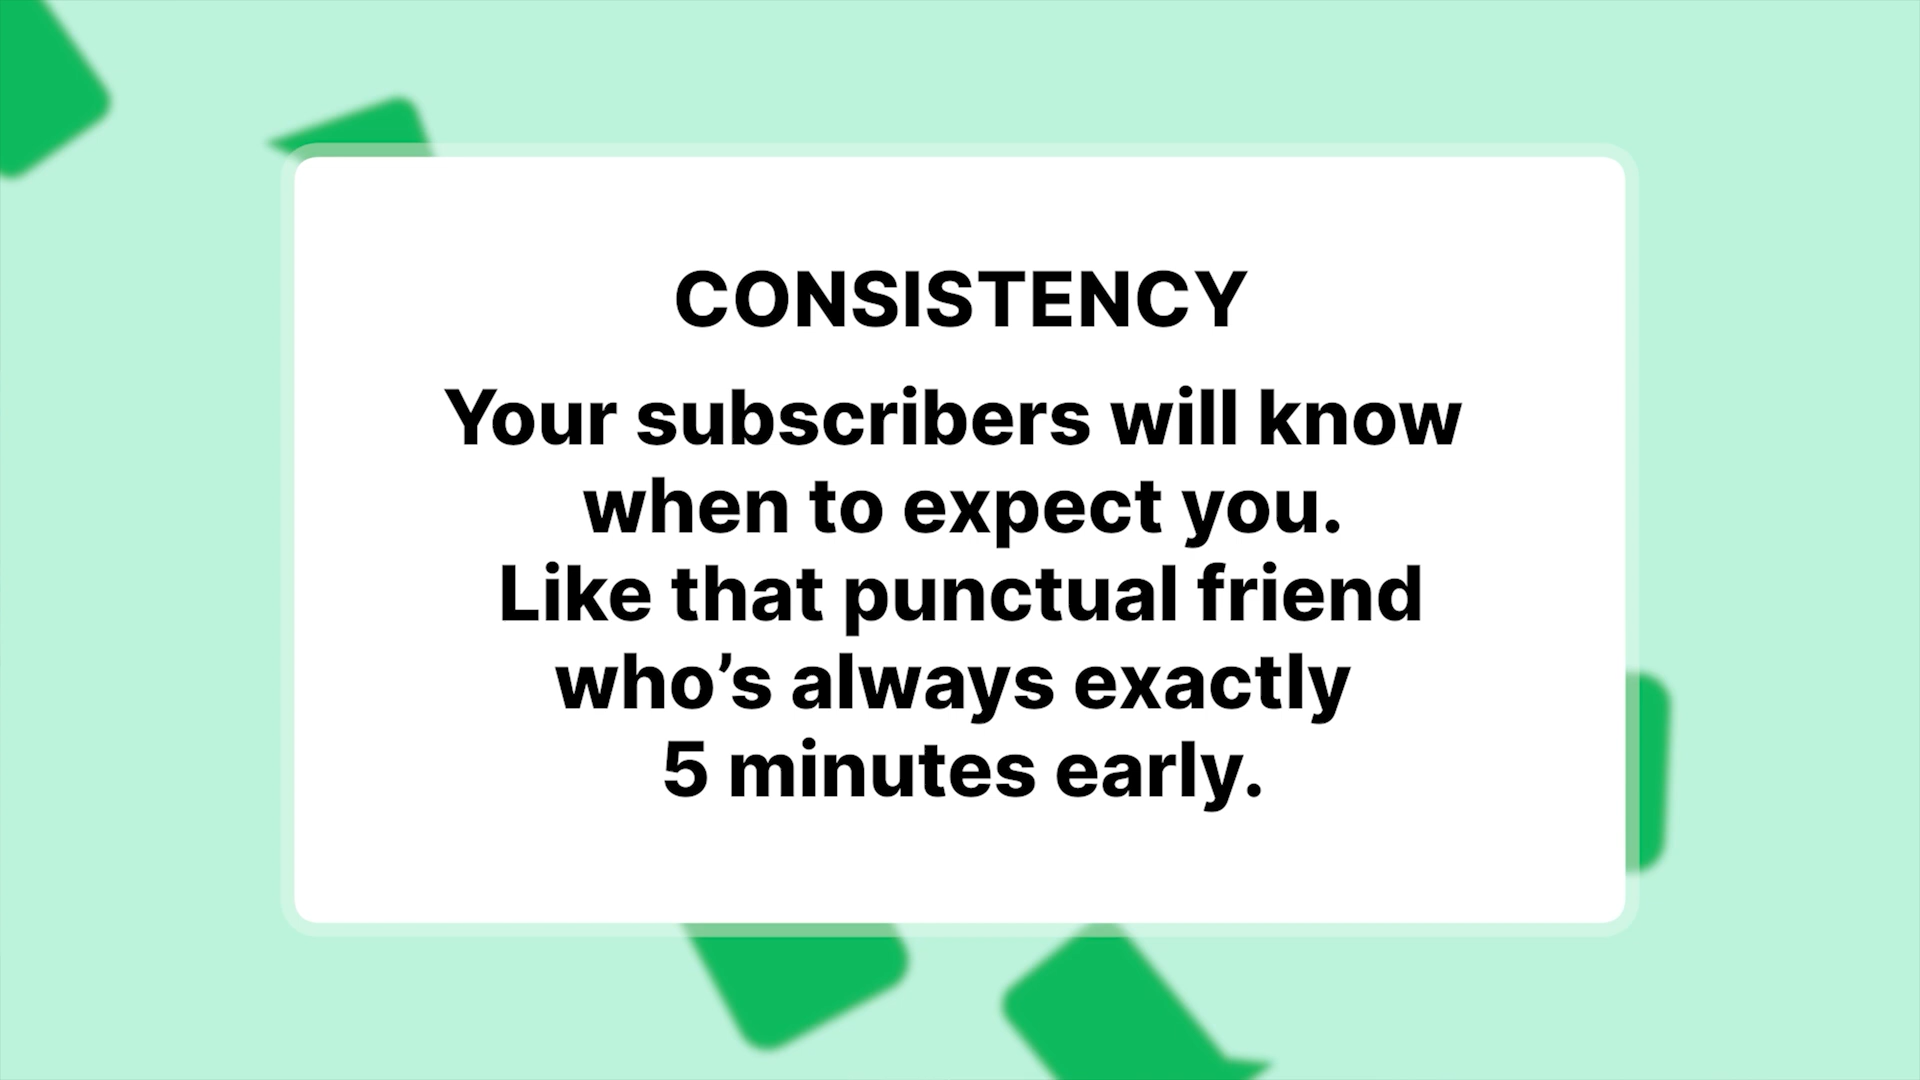 CONSISTENCY
Your subscribers will know
when to expect you.
Like that punctual friend
who’s always exactly
5 minutes early.